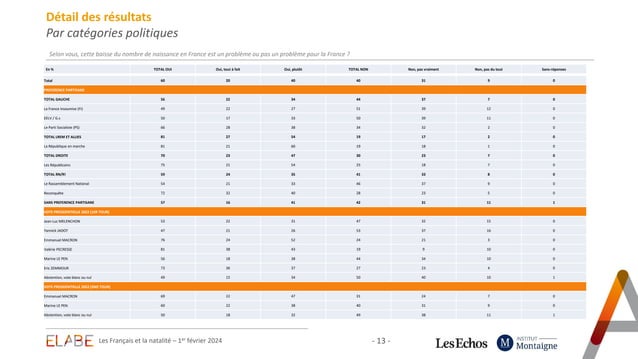 Détail des résultats
Par catégories politiques
Selon vous, cette baisse du nombre de naissance en France est un problème ou pas un problème pour la France ?
En % TOTAL OUI Oui, tout à fait Oui, plutôt TOTAL NON Non, pas vraiment Non, pas du tout Sans réponses
Total 60 20 40 40 31 9 0
PREFERENCE PARTISANE
TOTAL GAUCHE 56 22 34 44 37 7 0
La France Insoumise (FI) 49 22 27 51 39 12 0
EELV / G.s 50 17 33 50 39 11 0
Le Parti Socialiste (PS) 66 28 38 34 32 2 0
TOTAL LREM ET ALLIES 81 27 54 19 17 2 0
La République en marche 81 21 60 19 18 1 0
TOTAL DROITE 70 23 47 30 23 7 0
Les Républicains 75 21 54 25 18 7 0
TOTAL RN/R! 59 24 35 41 33 8 0
Le Rassemblement National 54 21 33 46 37 9 0
Reconquête 72 32 40 28 23 5 0
SANS PREFERENCE PARTISANE 57 16 41 42 31 11 1
VOTE PRESIDENTIELLE 2022 (1ER TOUR)
Jean-Luc MELENCHON 53 22 31 47 32 15 0
Yannick JADOT 47 21 26 53 37 16 0
Emmanuel MACRON 76 24 52 24 21 3 0
Valérie PECRESSE 81 38 43 19 9 10 0
Marine LE PEN 56 18 38 44 34 10 0
Eric ZEMMOUR 73 36 37 27 23 4 0
Abstention, vote blanc ou nul 49 15 34 50 40 10 1
VOTE PRESIDENTIELLE 2022 (2ND TOUR)
Emmanuel MACRON 69 22 47 31 24 7 0
Marine LE PEN 60 22 38 40 31 9 0
Abstention, vote blanc ou nul 50 18 32 49 38 11 1
ELABE Les Français et la natalité – 1er février 2024 - 13 - LesEchos INSTITUT
Montaigne